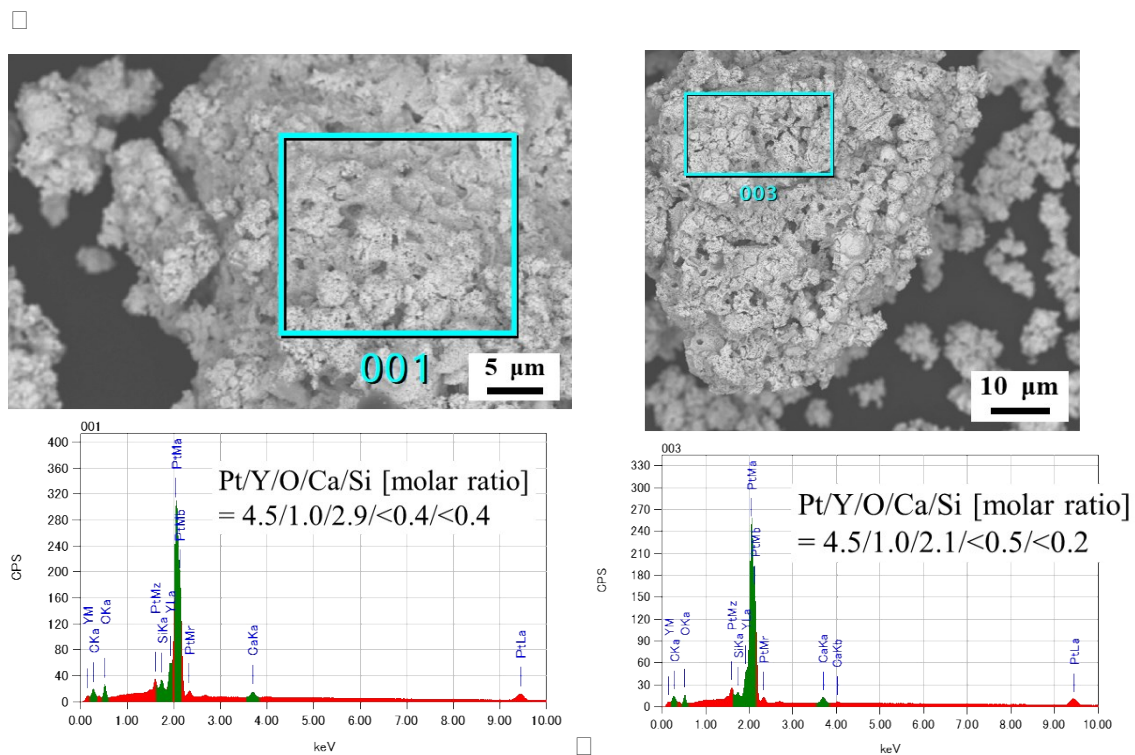 001
5 μm
003
10 μm
001
400
360
320
280
240
200
160
120
80
40
0
CPS
YM
CKa
OKa
PtMz
SiKa
YLa
PtMa
PtMb
PtMr
CaKa
PtLa
Pt/Y/O/Ca/Si [molar ratio]
= 4.5/1.0/2.9/<0.4/<0.4
0.00 1.00 2.00 3.00 4.00 5.00 6.00 7.00 8.00 9.00 10.00
keV
003
330
300
270
240
210
180
150
120
90
60
30
0
CPS
YM
CKa
OKa
PtMz
SiKa
YLa
PtMa
PtMb
PtMr
CaKa
CaKb
PtLa
Pt/Y/O/Ca/Si [molar ratio]
= 4.5/1.0/2.1/<0.5/<0.2
0.00 1.00 2.00 3.00 4.00 5.00 6.00 7.00 8.00 9.00 10.00
keV